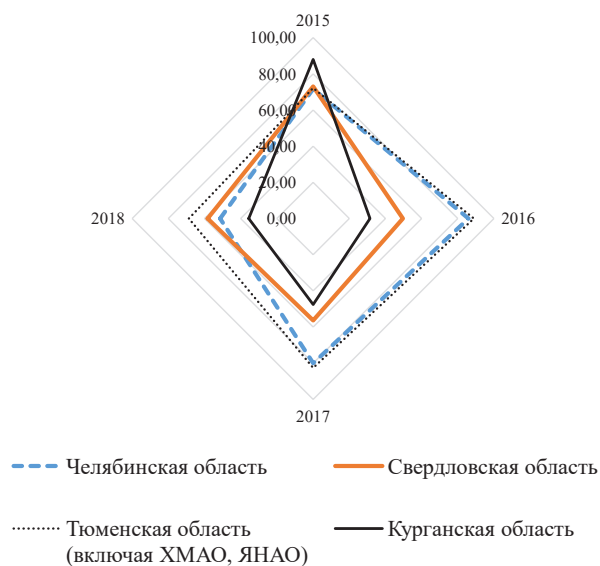 2015
100,00
80,00
60,00
40,00
20,00
2018
0,00
2016
2017
Челябинская область
Свердловская область
Тюменская область
(включая ХМАО, ЯНАО)
Курганская область